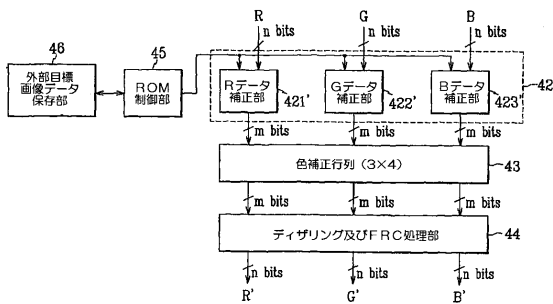 R G B
n bits n bits n bits
46 45
外部目標
画像データ
保存部
ROM
制御部
Rデータ
補正部
421'
Gデータ
補正部
422'
Bデータ
補正部
423'
42
m bits m bits m bits
色補正行列（3×4）
43
m bits m bits m bits
ディザリング及びFRC処理部
44
n bits n bits n bits
R' G' B'